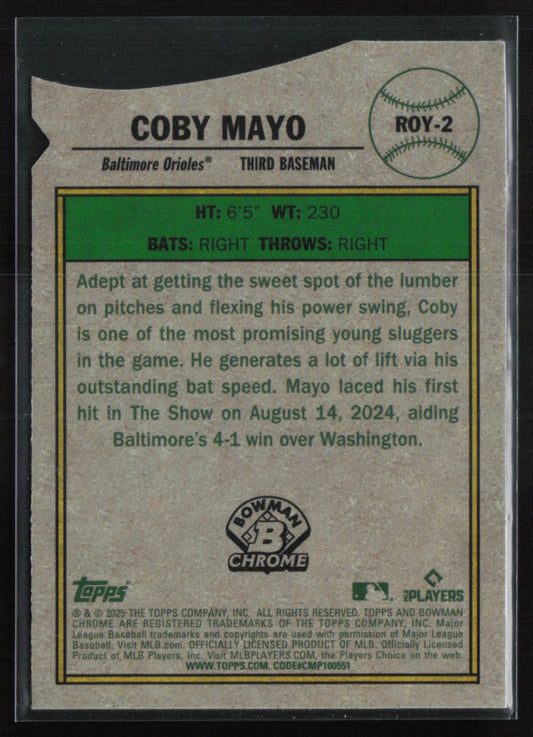 COBY MAYO
ROY-2
Baltimore Orioles® THIRD BASEMAN
HT: 6'5" WT: 230
BATS: RIGHT THROWS: RIGHT
Adept at getting the sweet spot of the lumber
on pitches and flexing his power swing, Coby
is one of the most promising young sluggers
in the game. He generates a lot of lift via his
outstanding bat speed. Mayo laced his first
hit in The Show on August 14, 2024, aiding
Baltimore's 4-1 win over Washington.
BOWMAN
B
CHROME
Topps
MLB PLAYERS
® & © 2025 THE TOPPS COMPANY, INC. ALL RIGHTS RESERVED. TOPPS AND BOWMAN
CHROME ARE REGISTERED TRADEMARKS OF THE TOPPS COMPANY, INC. Major
League Baseball trademarks and copyrights are used with permission of Major League
Baseball. Visit MLB.com. OFFICIALLY LICENSED PRODUCT OF MLB. Officially Licensed
Product of MLB Players, Inc. Visit MLBPLAYERS.COM, the Players Choice on the web.
WWW.TOPPS.COM. CODE#CMP100551